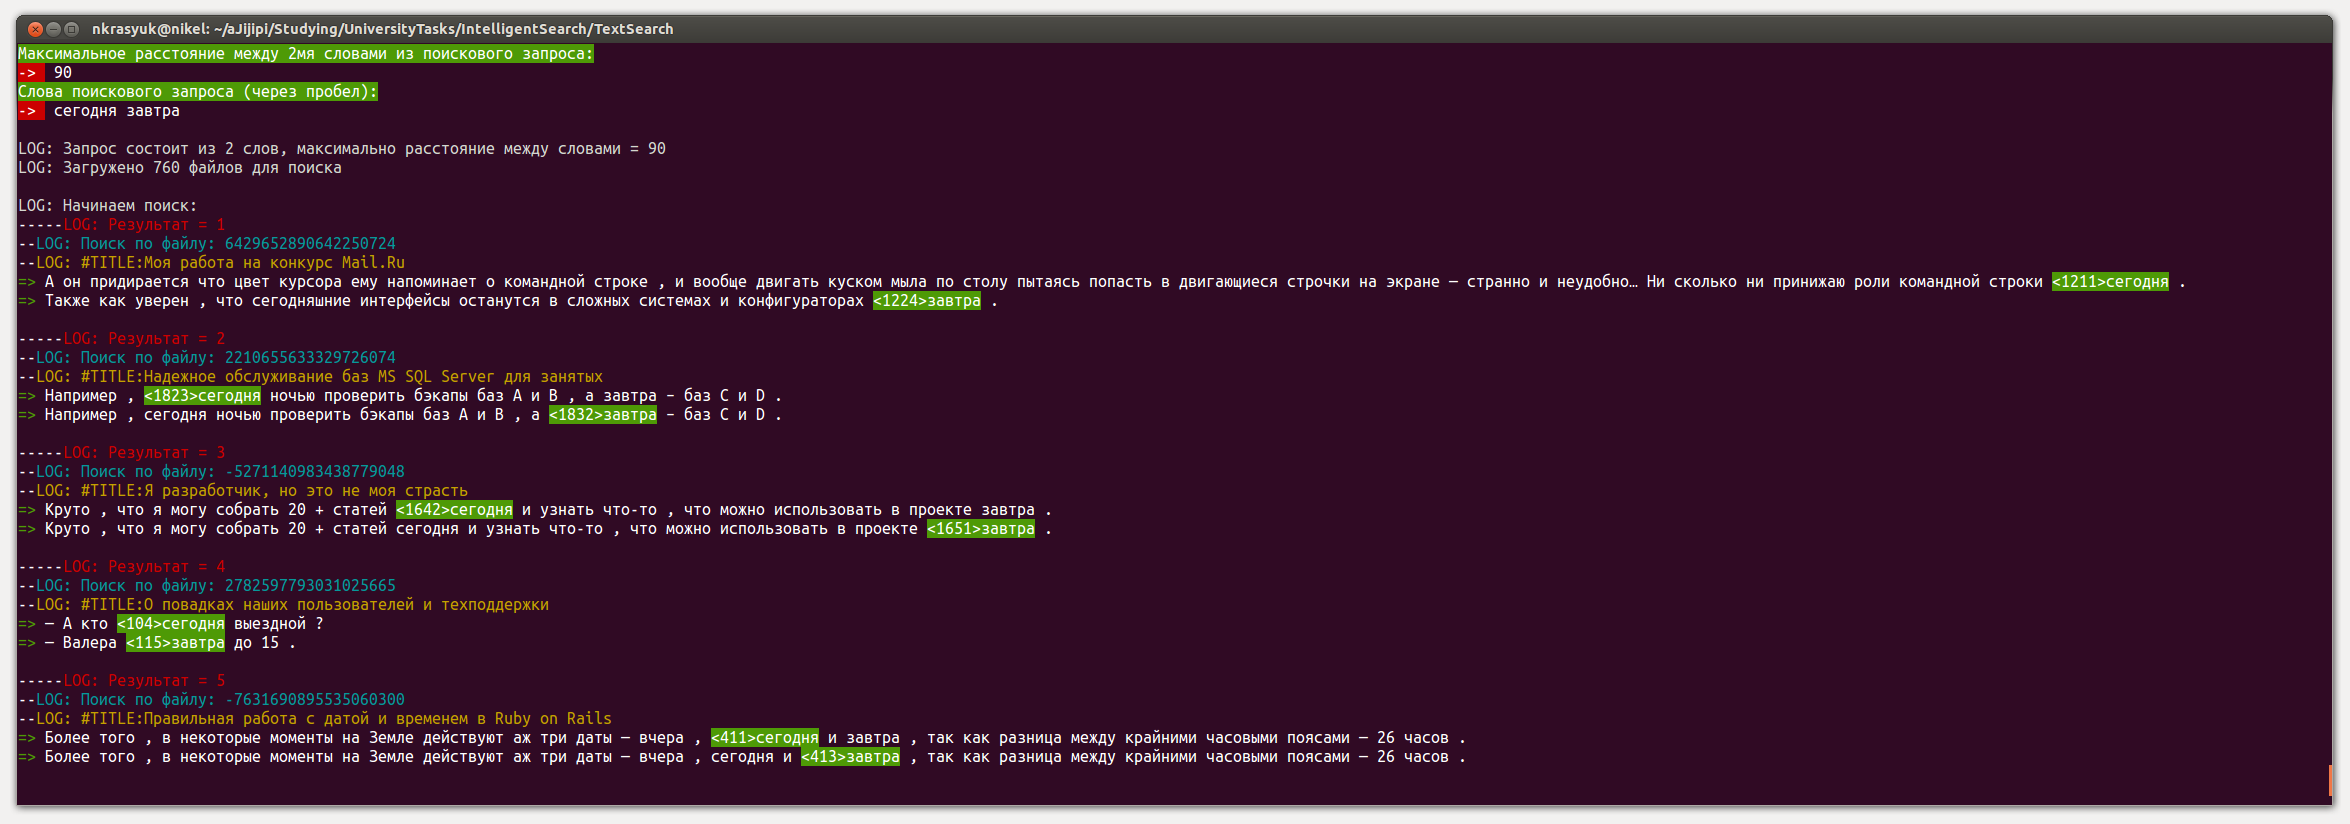 nkrasyuk@nikel: ~/aJijipi/Studying/UniversityTasks/IntelligentSearch/TextSearch
Максимальное расстояние между 2мя словами из поискового запроса:
-> 90
Слова поискового запроса (через пробел):
-> сегодня завтра
LOG: Запрос состоит из 2 слов, максимально расстояние между словами = 90
LOG: Загружено 760 файлов для поиска
LOG: Начинаем поиск:
-----LOG: Результат = 1
--LOG: Поиск по файлу: 6429652890642250724
--LOG: #TITLE:Моя работа на конкурс Mail.Ru
=> А он придирается что цвет курсора ему напоминает о командной строке , и вообще двигать куском мыла по столу пытаясь попасть в двигающиеся строчки на экране — странно и неудобно… Ни сколько ни принижаю роли командной строки <1211>сегодня .
=> Также как уверен , что сегодняшние интерфейсы останутся в сложных системах и конфигураторах <1224>завтра .
-----LOG: Результат = 2
--LOG: Поиск по файлу: 2210655633329726074
--LOG: #TITLE:Надежное обслуживание баз MS SQL Server для занятых
=> Например , <1823>сегодня ночью проверить бэкапы баз A и B , а завтра – баз C и D .
=> Например , сегодня ночью проверить бэкапы баз A и B , а <1832>завтра – баз C и D .
-----LOG: Результат = 3
--LOG: Поиск по файлу: -5271140983438779048
--LOG: #TITLE:Я разработчик, но это не моя страсть
=> Круто , что я могу собрать 20 + статей <1642>сегодня и узнать что-то , что можно использовать в проекте завтра .
=> Круто , что я могу собрать 20 + статей сегодня и узнать что-то , что можно использовать в проекте <1651>завтра .
-----LOG: Результат = 4
--LOG: Поиск по файлу: 2782597793031025665
--LOG: #TITLE:О повадках наших пользователей и техподдержки
=> — А кто <104>сегодня выездной ?
=> — Валера <115>завтра до 15 .
-----LOG: Результат = 5
--LOG: Поиск по файлу: -7631690895535060300
--LOG: #TITLE:Правильная работа с датой и временем в Ruby on Rails
=> Более того , в некоторые моменты на Земле действуют аж три даты — вчера , <411>сегодня и завтра , так как разница между крайними часовыми поясами — 26 часов .
=> Более того , в некоторые моменты на Земле действуют аж три даты — вчера , сегодня и <413>завтра , так как разница между крайними часовыми поясами — 26 часов .